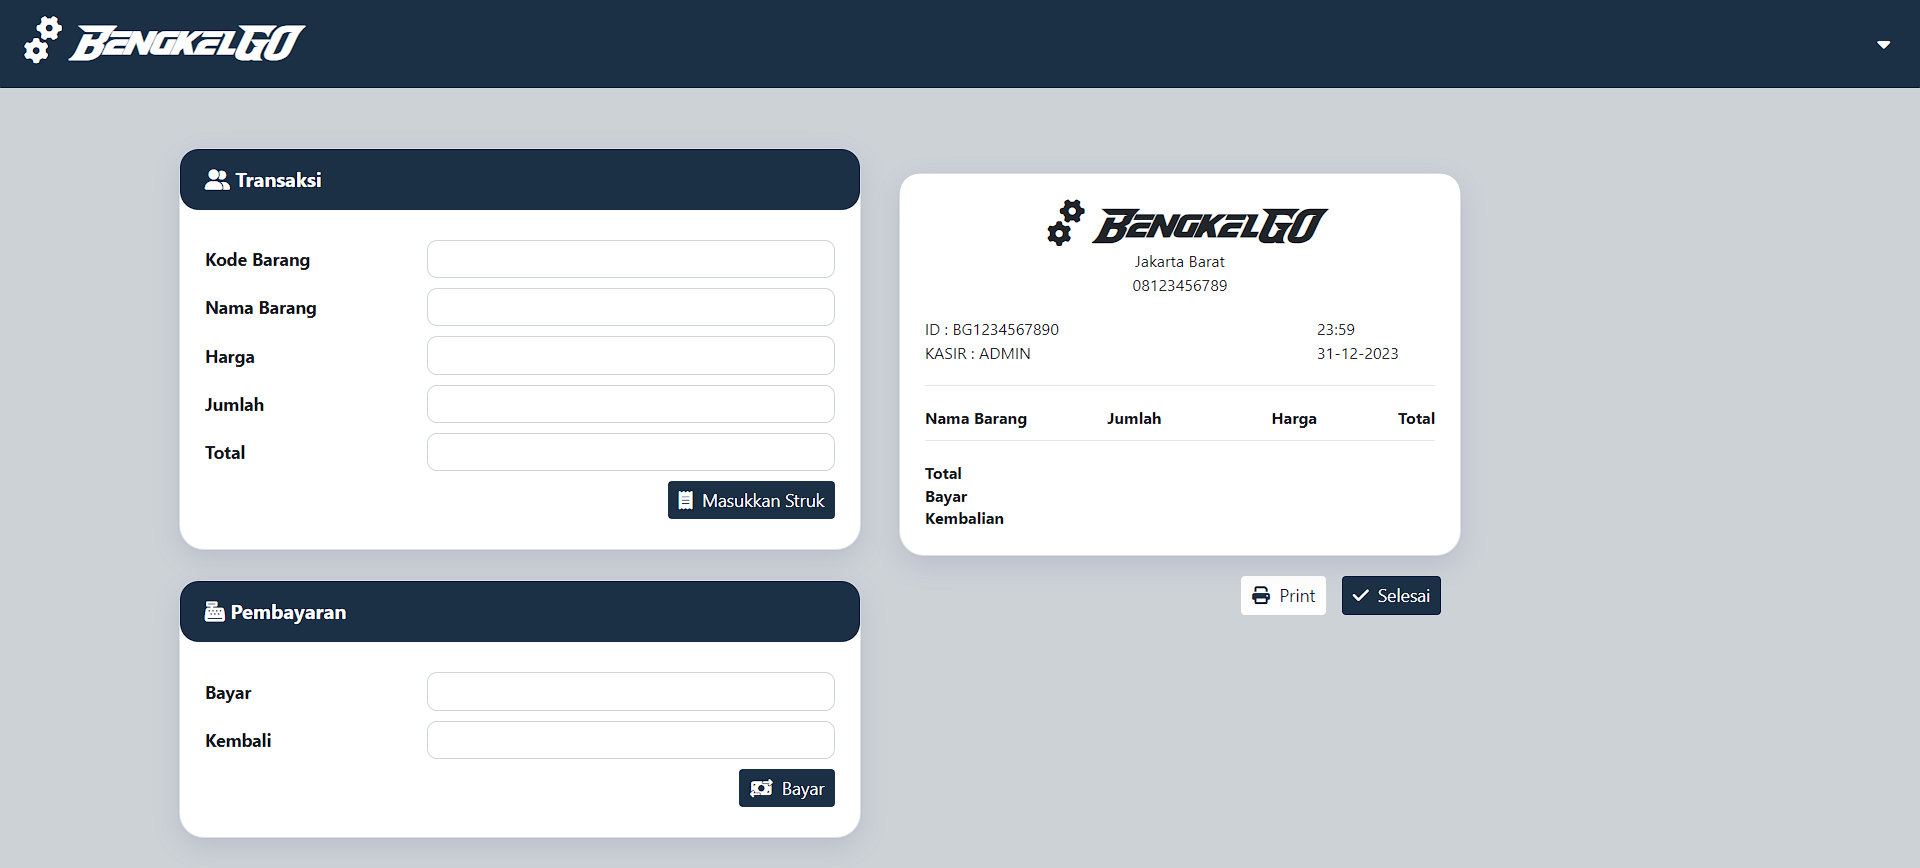 BENGKELGO
Transaksi
Kode Barang
Nama Barang
Harga
Jumlah
Total
Masukkan Struk
Pembayaran
Bayar
Kembali
Bayar
BENGKELGO
Jakarta Barat
08123456789
ID : BG1234567890 23:59
KASIR : ADMIN 31-12-2023
Nama Barang Jumlah Harga Total
Total
Bayar
Kembalian
Print Selesai